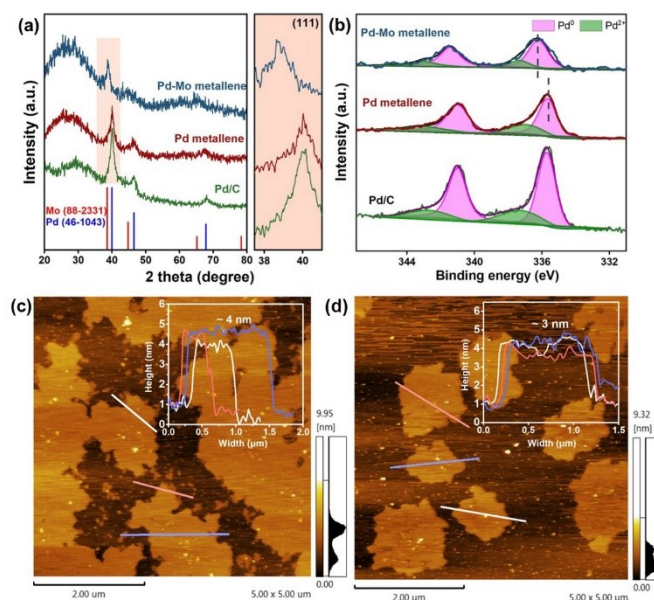 (a)
(111)
Pd-Mo metallene
Pd metallene
Pd/C
Mo (88-2331)
Pd (46-1043)
Intensity (a.u.)
20 30 40 50 60 70 80
38 40
2 theta (degree)
(b)
Pd⁰ Pd²⁺
Pd-Mo metallene
Pd metallene
Pd/C
Intensity (a.u.)
344 340 336 332
Binding energy (eV)
(c)
~ 4 nm
Height (nm)
6
5
4
3
2
1
0
0.0 0.5 1.0 1.5 2.0
Width (μm)
9.95
[nm]
0.00
2.00 um
5.00 x 5.00 um
(d)
~ 3 nm
Height (nm)
6
5
4
3
2
1
0
0.0 0.5 1.0 1.5
Width (μm)
9.32
[nm]
0.00
2.00 um
5.00 x 5.00 um